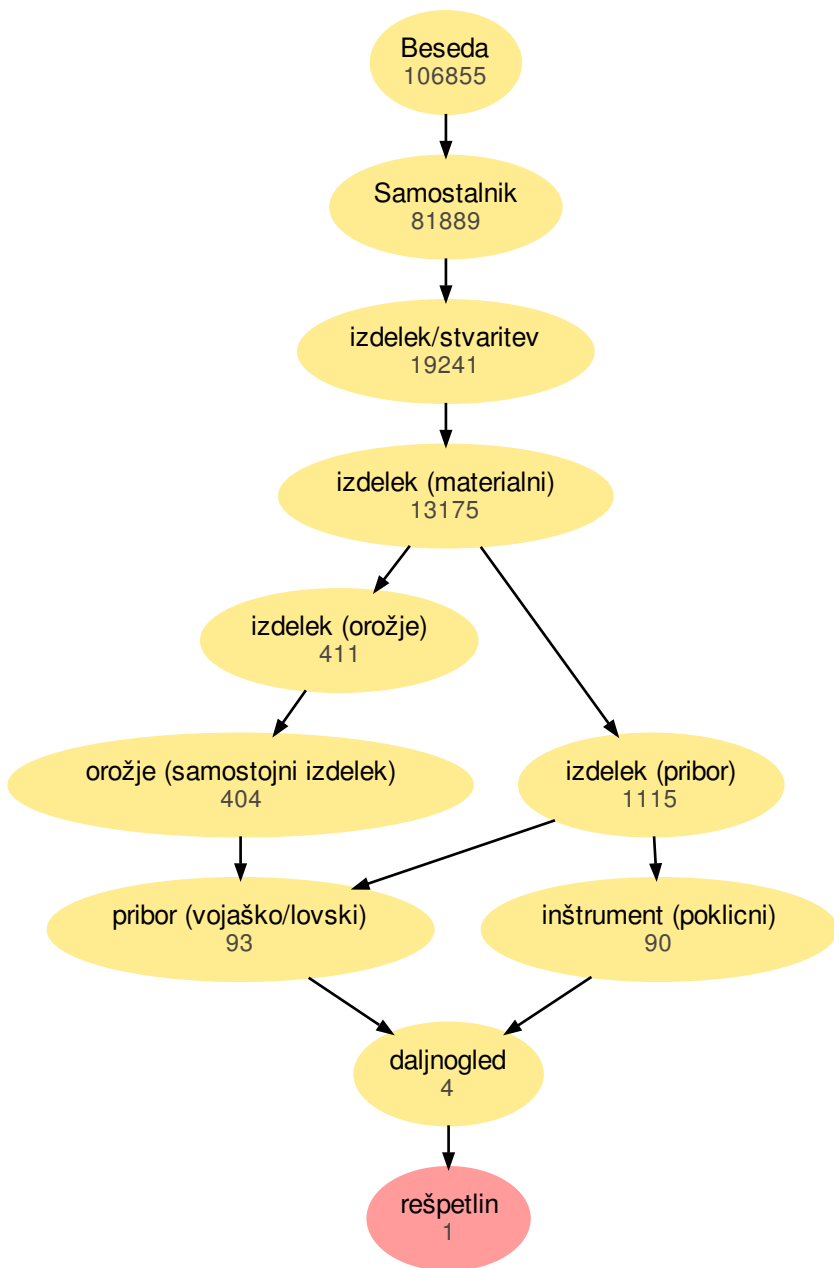 Beseda
106855
Samostalnik
81889
izdelek/stvaritev
19241
izdelek (materialni)
13175
izdelek (orožje)
411
orožje (samostojni izdelek)
404
izdelek (pribor)
1115
pribor (vojaško/lovski)
93
inštrument (poklicni)
90
daljnogled
4
rešpetlin
1